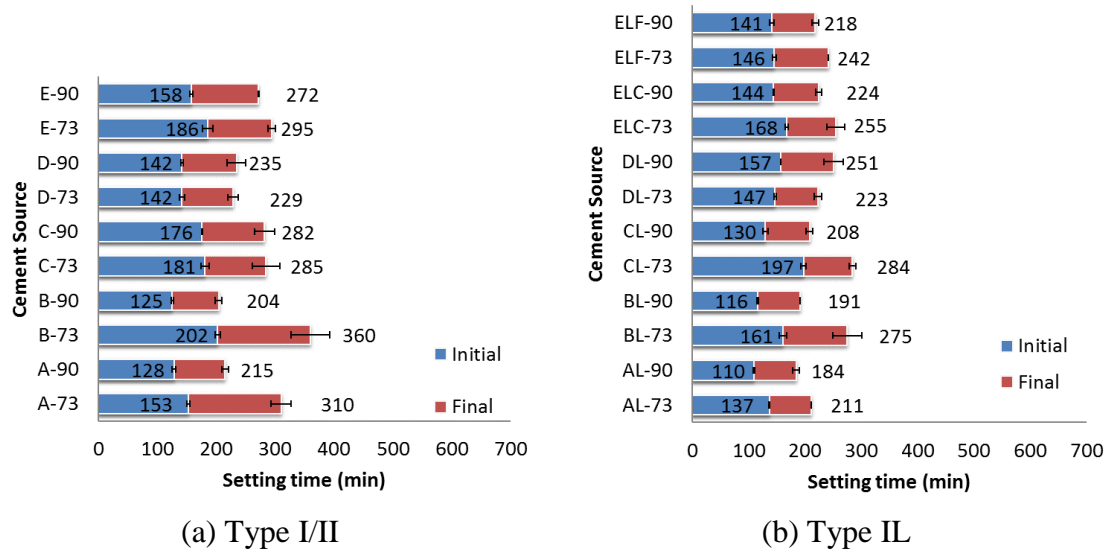 Cement Source
E-90 158 272
E-73 186 295
D-90 142 235
D-73 142 229
C-90 176 282
C-73 181 285
B-90 125 204
B-73 202 360
A-90 128 215
A-73 153 310
Initial
Final
0 100 200 300 400 500 600 700
Setting time (min)
(a) Type I/II
Cement Source
ELF-90 141 218
ELF-73 146 242
ELC-90 144 224
ELC-73 168 255
DL-90 157 251
DL-73 147 223
CL-90 130 208
CL-73 197 284
BL-90 116 191
BL-73 161 275
AL-90 110 184
AL-73 137 211
Initial
Final
0 100 200 300 400 500 600 700
Setting time (min)
(b) Type IL